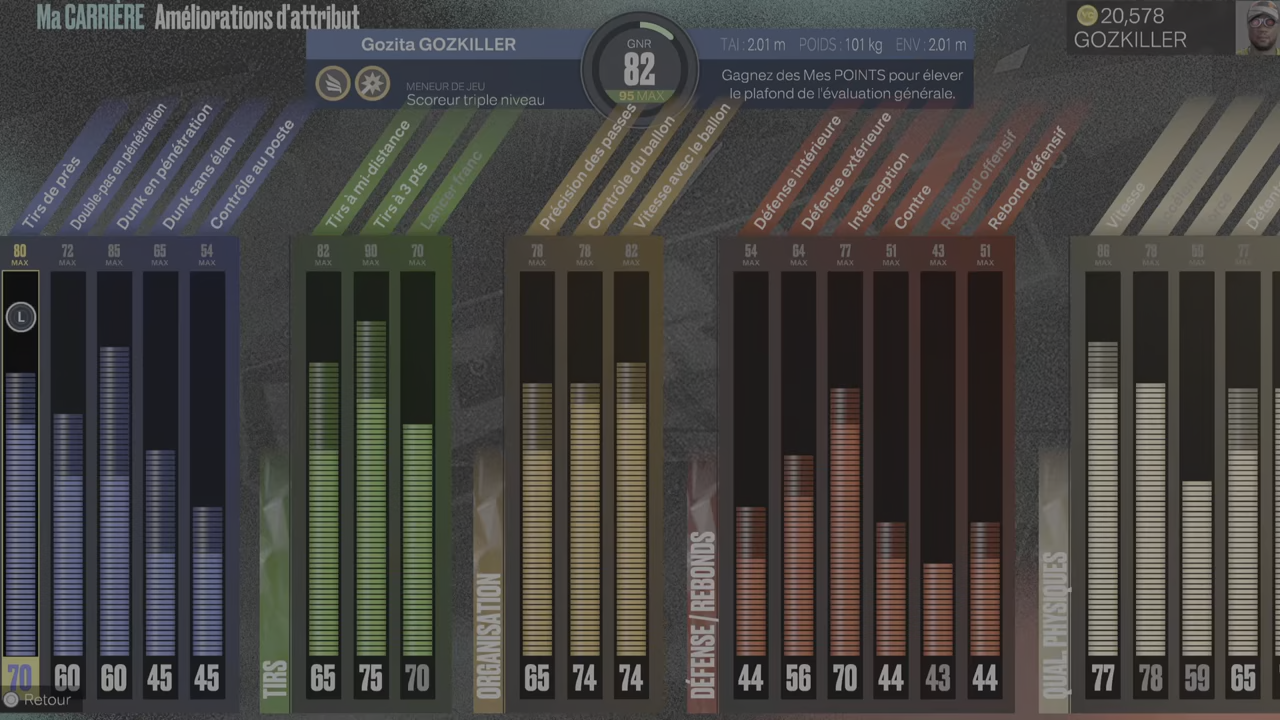 Ma CARRIÈRE Améliorations d'attribut
20,578
GOZKILLER
Gozita GOZKILLER
GNR
82
95 MAX
TAI : 2.01 m POIDS : 101 kg ENV : 2.01 m
MENEUR DE JEU
Scoreur triple niveau
Gagnez des Mes POINTS pour élever
le plafond de l'évaluation générale.
Tirs de près
Double-pas en pénétration
Dunk en pénétration
Dunk sans élan
Contrôle au poste
Tirs à mi-distance
Tirs à 3 pts
Lancer franc
Précision des passes
Contrôle du ballon
Vitesse avec le ballon
Défense intérieure
Défense extérieure
Interception
Contre
Rebond offensif
Rebond défensif
Vitesse
80 MAX
72 MAX
85 MAX
65 MAX
54 MAX
82 MAX
90 MAX
70 MAX
76 MAX
78 MAX
82 MAX
54 MAX
64 MAX
77 MAX
51 MAX
43 MAX
51 MAX
86 MAX
78 MAX
59 MAX
77 MAX
L
TIRS
ORGANISATION
DÉFENSE / REBONDS
QUAL. PHYSIQUES
70 60 60 45 45
65 75 70
65 74 74
44 56 70 44 43 44
77 78 59 65
Retour